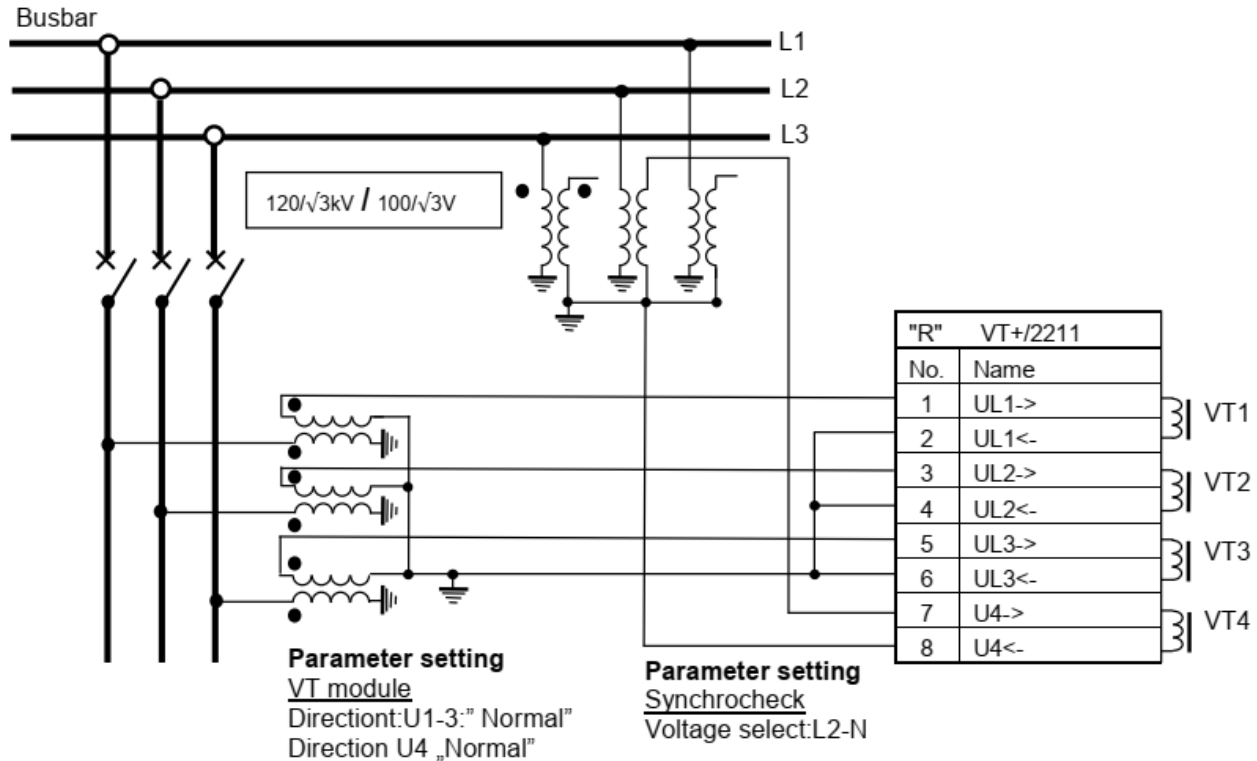 Busbar
L1
L2
L3
120/√3kV / 100/√3V
"R" VT+/2211
No. Name
1 UL1->
2 UL1<-
VT1
3 UL2->
4 UL2<-
VT2
5 UL3->
6 UL3<-
VT3
7 U4->
8 U4<-
VT4
Parameter setting
VT module
Directiont:U1-3:” Normal”
Direction U4 „Normal”
Parameter setting
Synchrocheck
Voltage select:L2-N